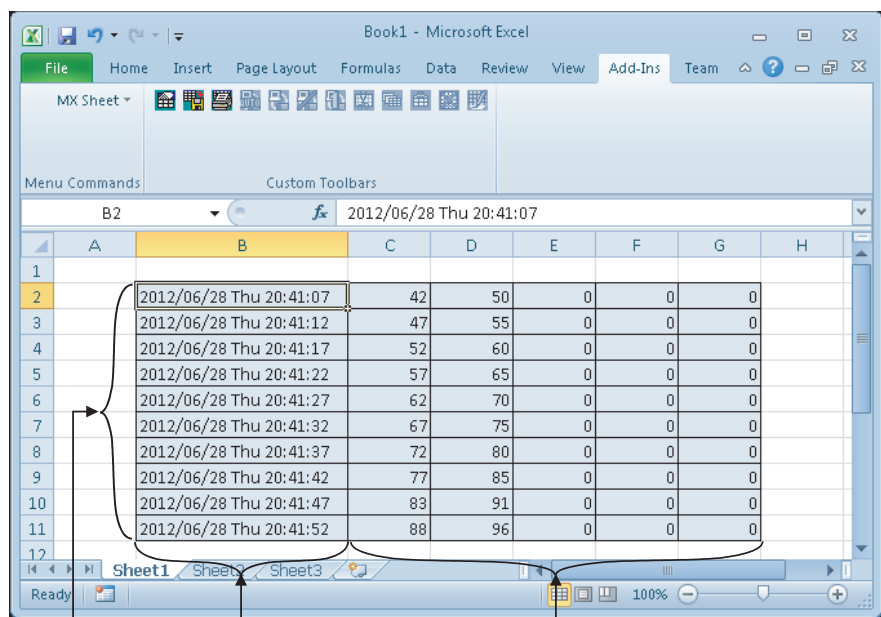 Book1 - Microsoft Excel
File Home Insert Page Layout Formulas Data Review View Add-Ins Team
MX Sheet
Menu Commands Custom Toolbars
B2 fx 2012/06/28 Thu 20:41:07
A B C D E F G H
1
2 2012/06/28 Thu 20:41:07 42 50 0 0 0
3 2012/06/28 Thu 20:41:12 47 55 0 0 0
4 2012/06/28 Thu 20:41:17 52 60 0 0 0
5 2012/06/28 Thu 20:41:22 57 65 0 0 0
6 2012/06/28 Thu 20:41:27 62 70 0 0 0
7 2012/06/28 Thu 20:41:32 67 75 0 0 0
8 2012/06/28 Thu 20:41:37 72 80 0 0 0
9 2012/06/28 Thu 20:41:42 77 85 0 0 0
10 2012/06/28 Thu 20:41:47 83 91 0 0 0
11 2012/06/28 Thu 20:41:52 88 96 0 0 0
12
Sheet1 Sheet2 Sheet3
Ready 100%